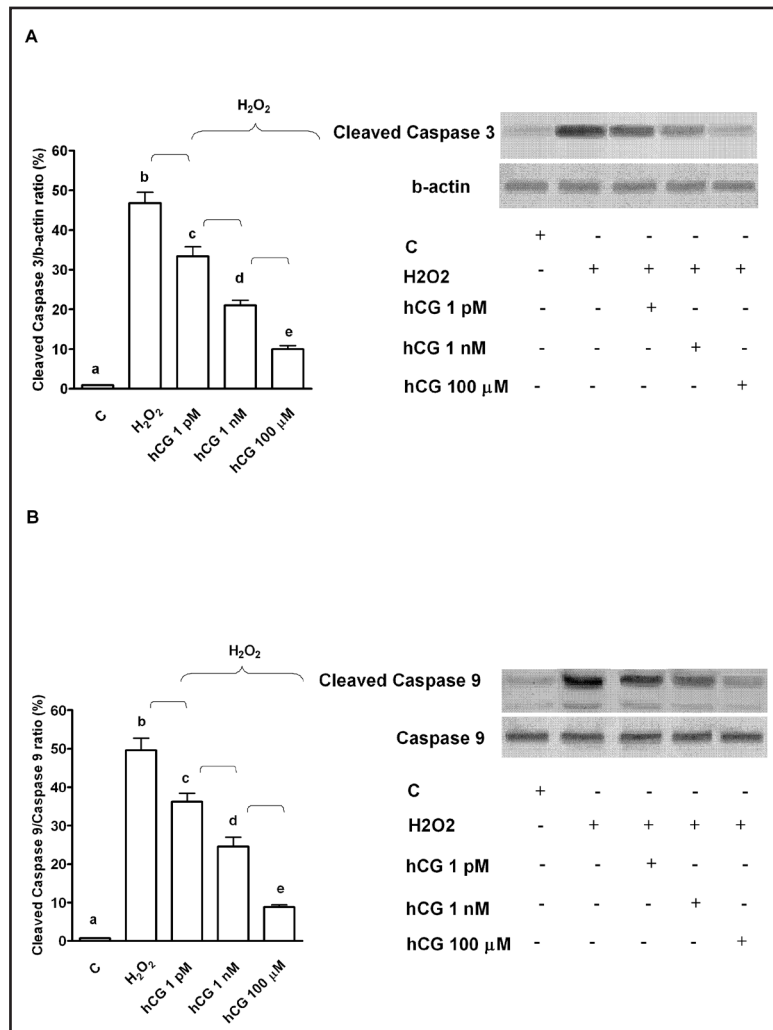 A
H₂O₂
Cleaved Caspase 3/b-actin ratio (%)
60
50
40
30
20
10
0
a
b
c
d
e
C
H₂O₂
hCG 1 pM
hCG 1 nM
hCG 100 μM
Cleaved Caspase 3
b-actin
C + - - - -
H2O2 - + + + +
hCG 1 pM - - + - -
hCG 1 nM - - - + -
hCG 100 μM - - - - +
B
H₂O₂
Cleaved Caspase 9/Caspase 9 ratio (%)
60
50
40
30
20
10
0
a
b
c
d
e
C
H₂O₂
hCG 1 pM
hCG 1 nM
hCG 100 μM
Cleaved Caspase 9
Caspase 9
C + - - - -
H2O2 - + + + +
hCG 1 pM - - + - -
hCG 1 nM - - - + -
hCG 100 μM - - - - +